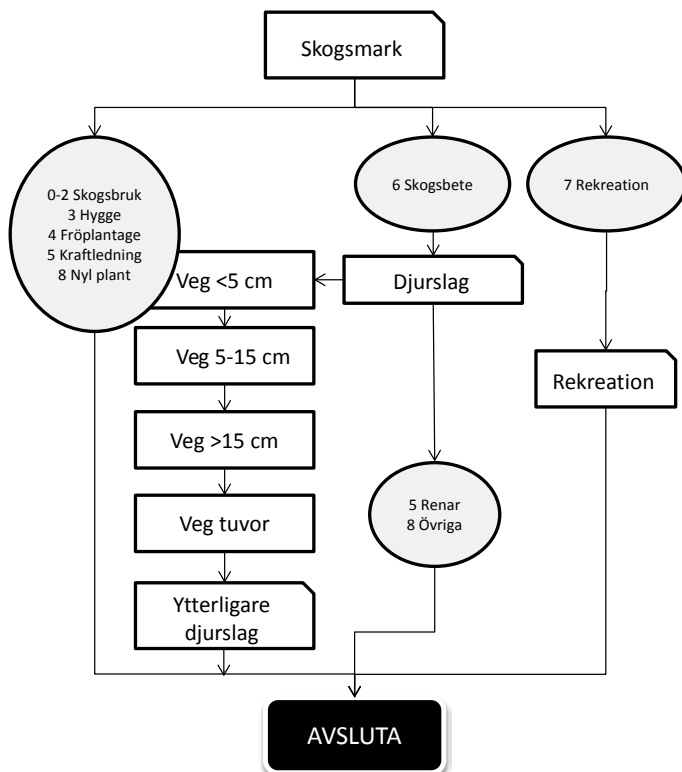 Skogsmark
0-2 Skogsbruk
3 Hygge
4 Fröplantage
5 Kraftledning
8 Nyl plant
6 Skogsbete
7 Rekreation
Veg <5 cm
Djurslag
Veg 5-15 cm
Rekreation
Veg >15 cm
Veg tuvor
5 Renar
8 Övriga
Ytterligare
djurslag
AVSLUTA